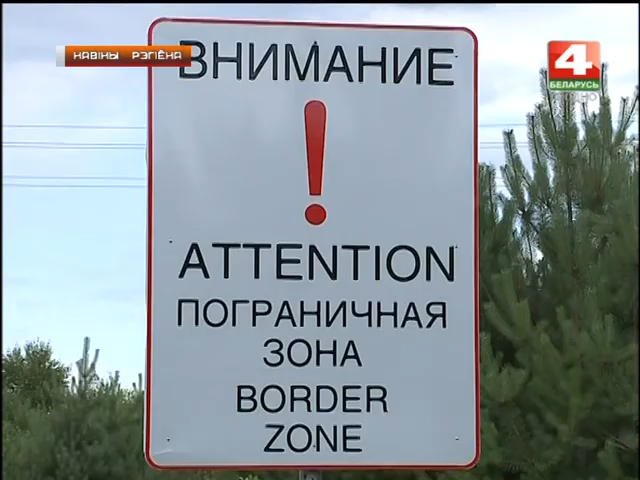 НАВІНЫ РЭГІЁНА
4
БЕЛАРУСЬ
ВНИМАНИЕ
!
ATTENTION
ПОГРАНИЧНАЯ
ЗОНА
BORDER
ZONE